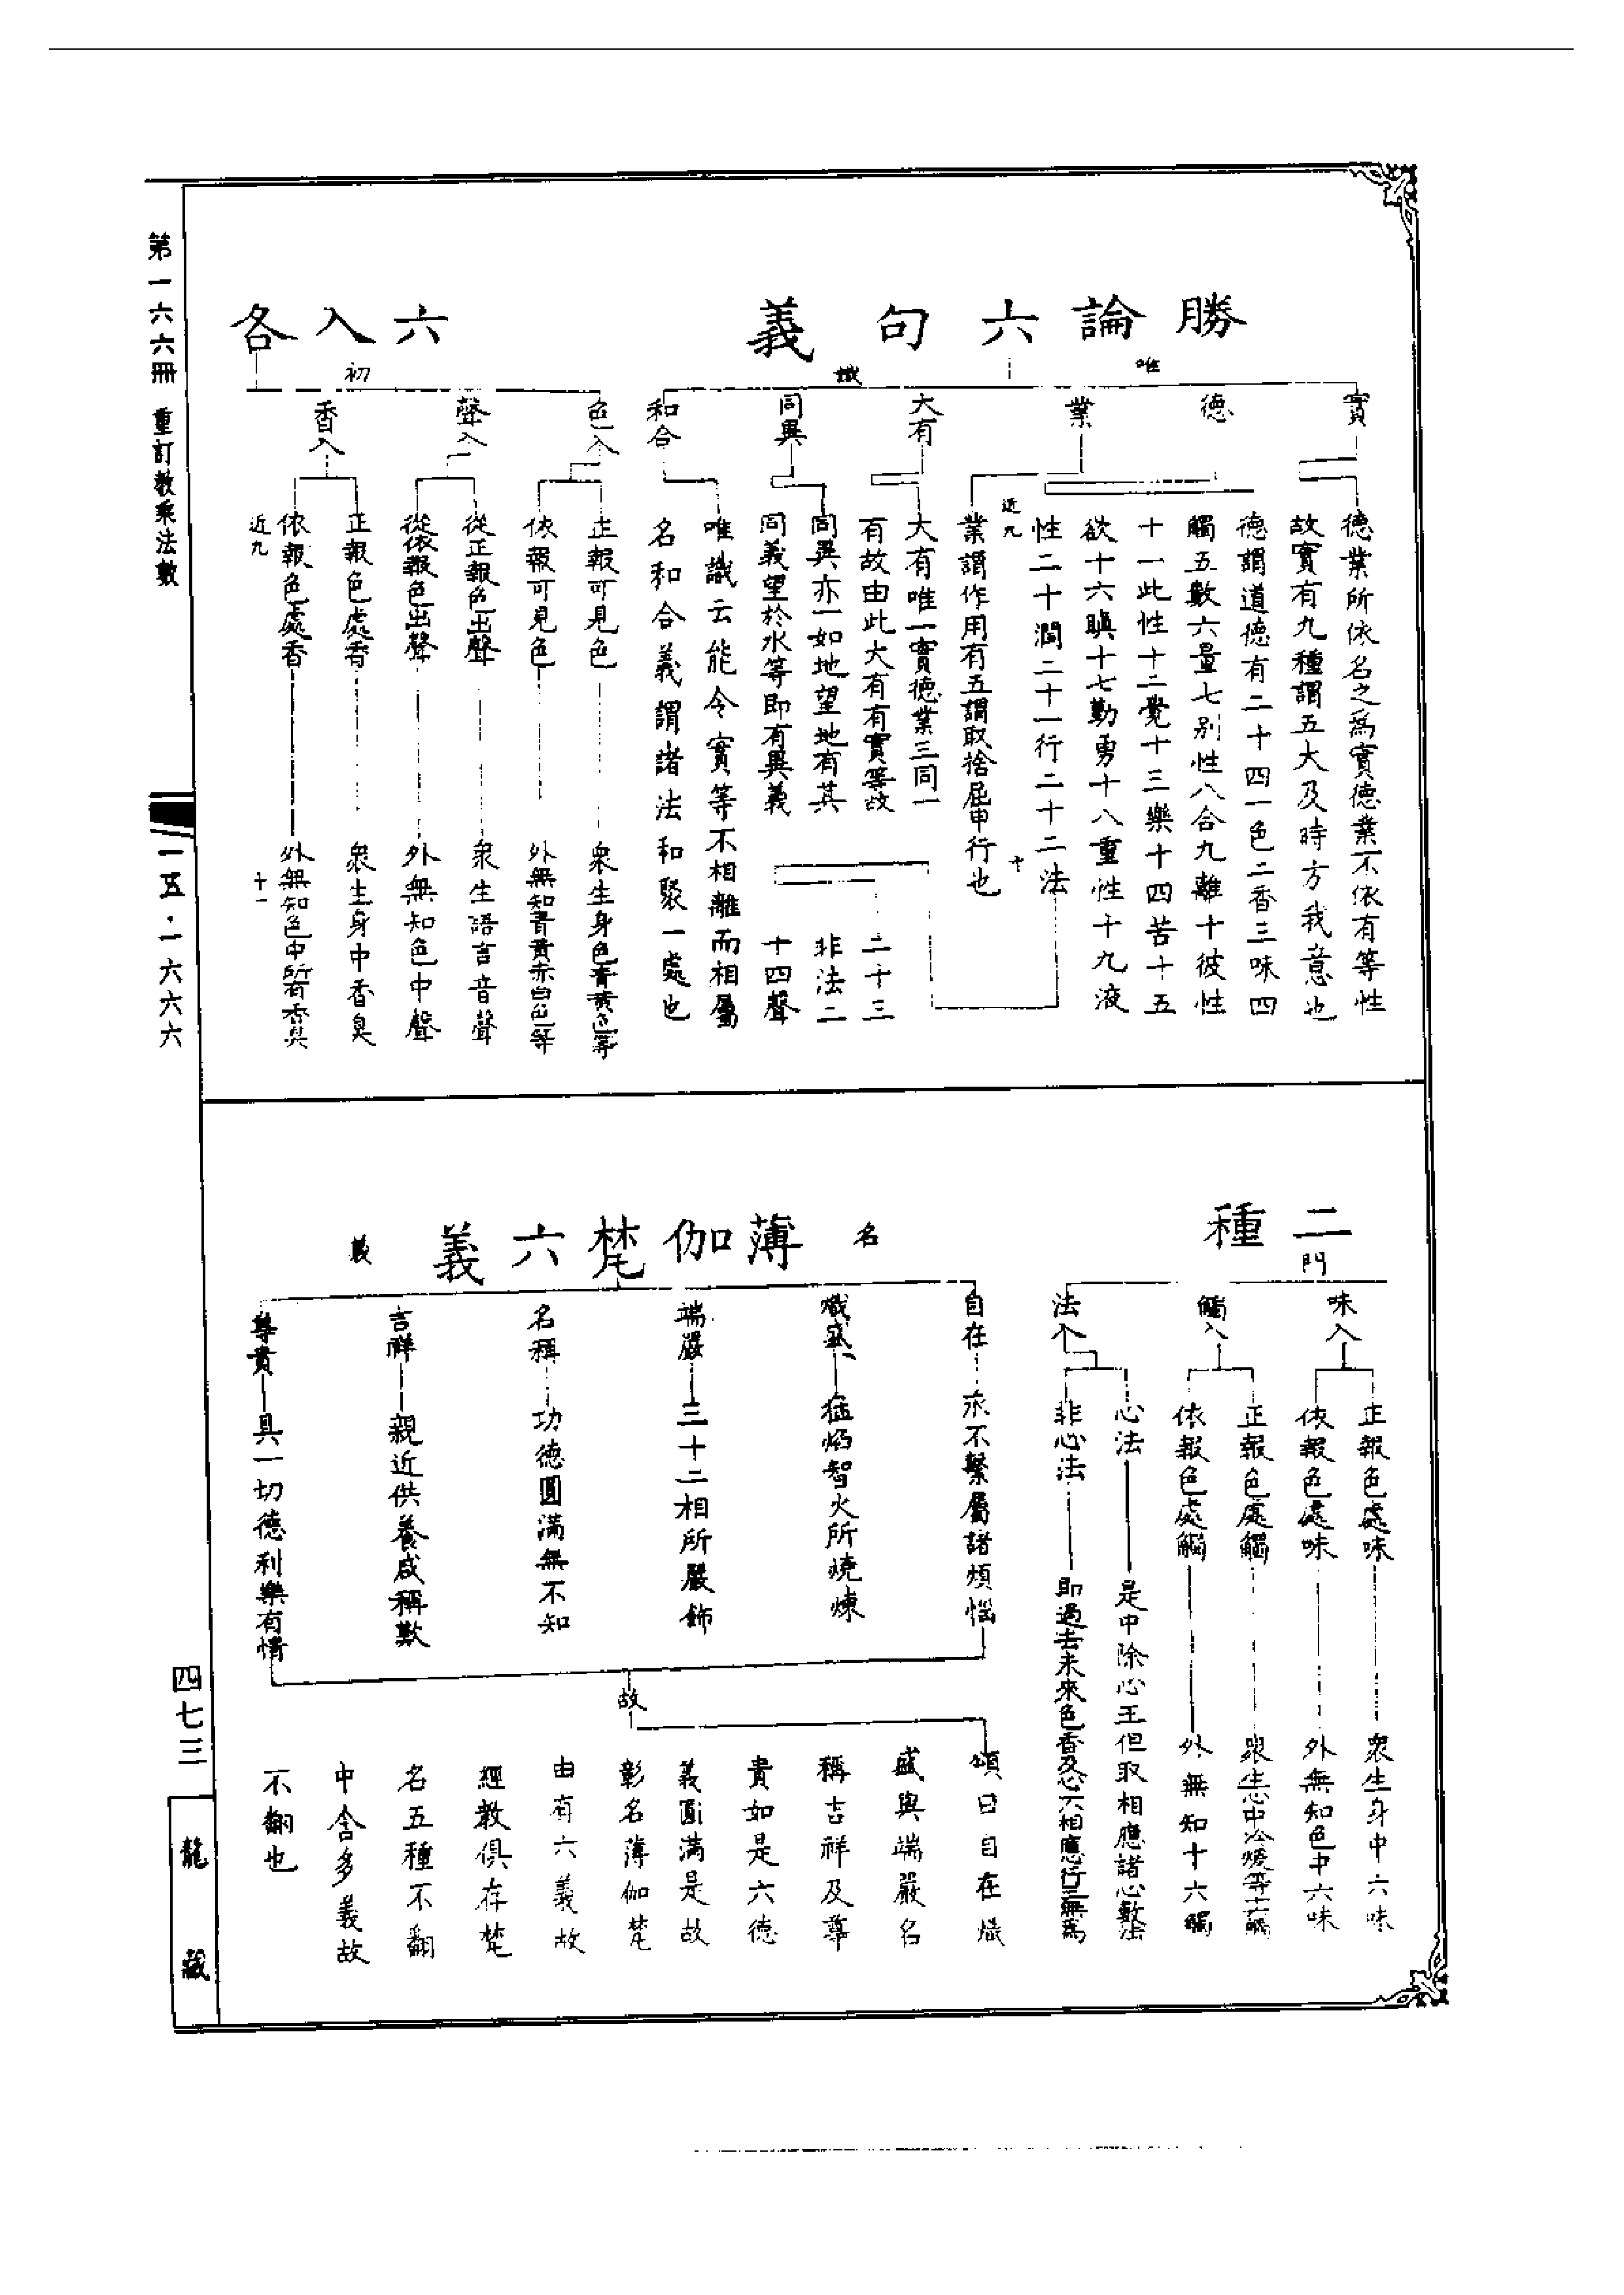 勝論六句義
唯
識
實
德業所依名之爲實德業不依有等性
故實有九種謂五大及時方我意也
德
德謂道德有二十四一色二香三味四
觸五數六量七別性八合九離十彼性
十一此性十二覺十三樂十四苦十五
欲十六瞋十七勤勇十八重性十九液
性二十潤二十一行二十二法
二十三
非法二
十四聲
業
業謂作用有五謂取捨屈申行也
近九
十
大有
大有唯一實德業三同一
有故由此大有有實等故
同異
同異亦一如地望地有其
同義望於水等即有異義
和合
唯識云能令實等不相離而相屬
名和合義謂諸法和聚一處也
六入各
初
色入
正報可見色
衆生身色青黃色等
依報可見色
外無知青黃赤白色等
聲入
從正報色出聲
衆生語言音聲
從依報色出聲
外無知色中聲
香入
正報色處香
衆生身中香臭
依報色處香
外無知色中所有香臭
近九
十一
第一六六冊 重訂教乘法數
一五·一六六六
二種
門
味入
正報色處味
衆生身中六味
依報色處味
外無知色中六味
觸入
正報色處觸
依報色處觸
外無知十六觸
法入
心法
是中除心王但取相應諸心數法
非心法
即過去未來色香及心不相應行三無爲
薄伽梵六義
名
義
自在
永不繫屬諸煩惱
熾盛
猛焰智火所燒煉
端嚴
三十二相所嚴飾
名稱
功德圓滿無不知
吉祥
親近供養咸稱歎
尊貴
具一切德利樂有情
故
頌曰自在熾
盛與端嚴名
稱吉祥及尊
貴如是六德
義圓滿是故
彰名薄伽梵
由有六義故
經教俱存梵
名五種不翻
中含多義故
不翻也
四七三
龍藏